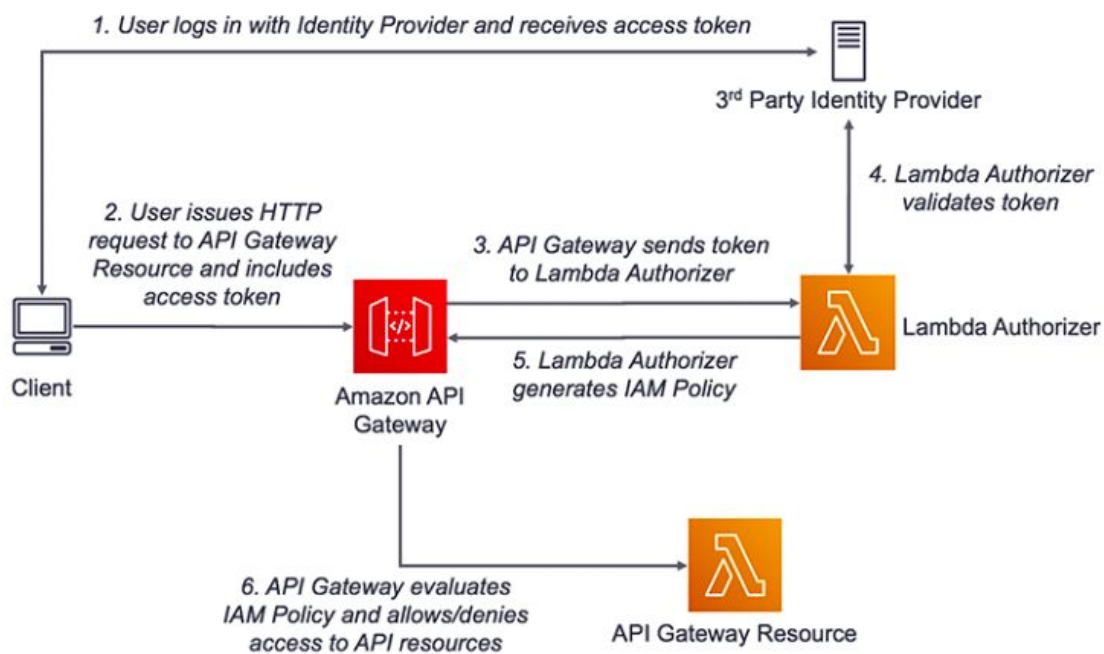 1. User logs in with Identity Provider and receives access token
3rd Party Identity Provider
4. Lambda Authorizer
validates token
2. User issues HTTP
request to API Gateway
Resource and includes
access token
3. API Gateway sends token
to Lambda Authorizer
</>
Lambda Authorizer
5. Lambda Authorizer
generates IAM Policy
Client
Amazon API
Gateway
6. API Gateway evaluates
IAM Policy and allows/denies
access to API resources
API Gateway Resource